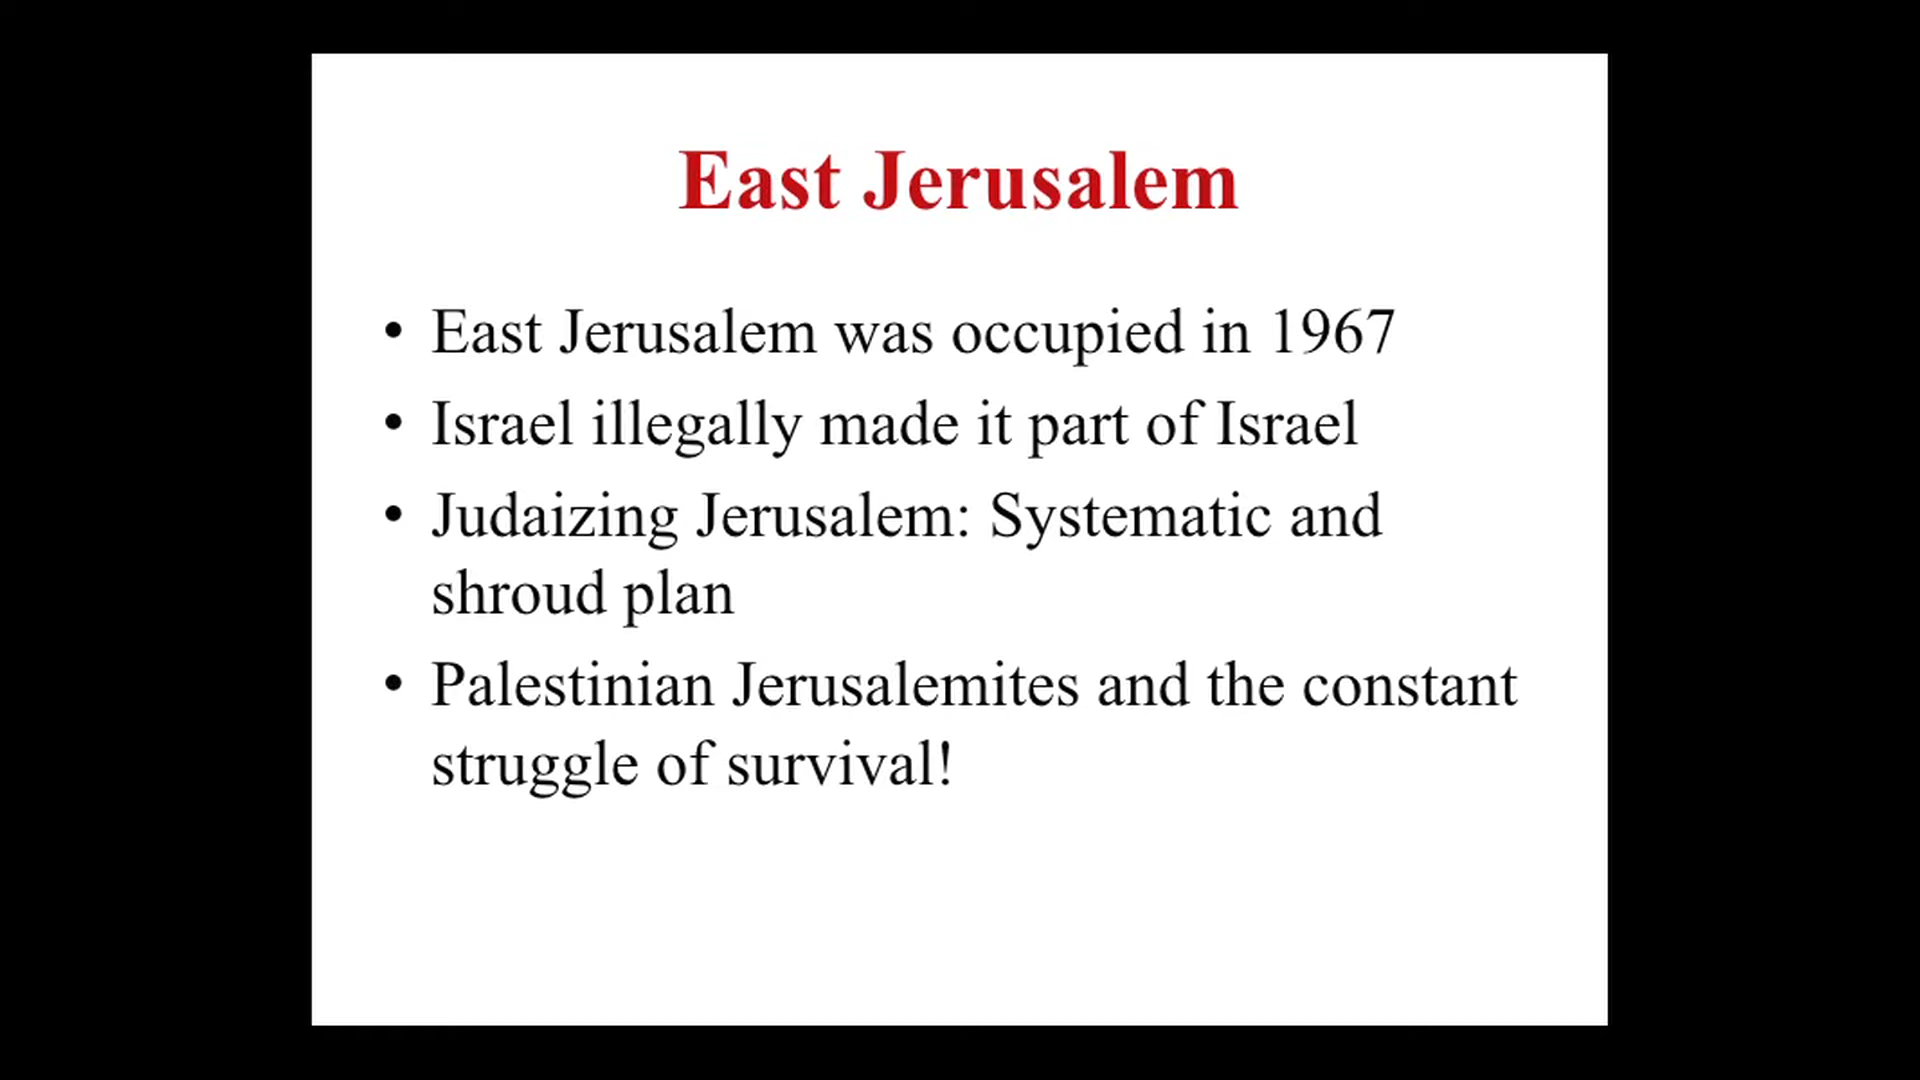 East Jerusalem
• East Jerusalem was occupied in 1967
• Israel illegally made it part of Israel
• Judaizing Jerusalem: Systematic and
shroud plan
• Palestinian Jerusalemites and the constant
struggle of survival!